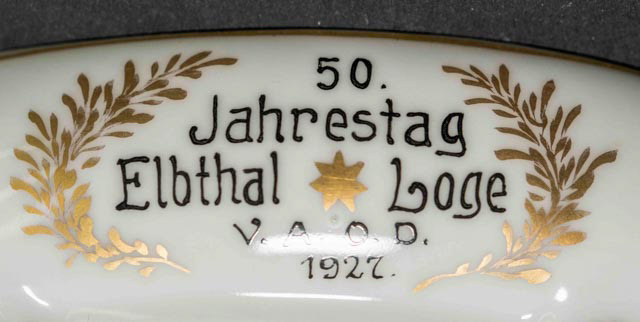 50.
Jahrestag
Elbthal Loge
V. A. O. D.
1927.